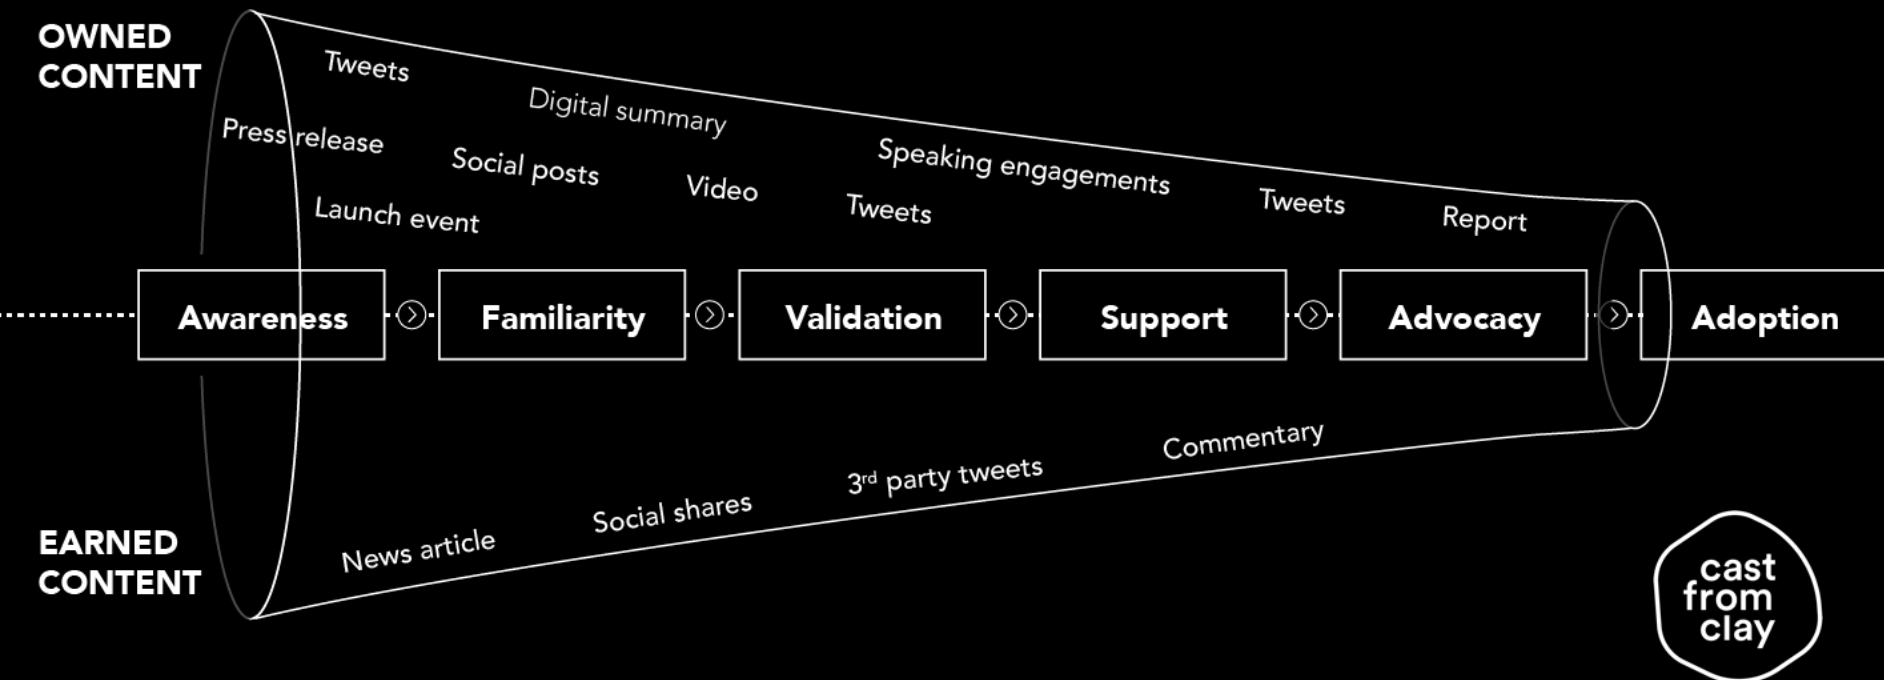 OWNED
CONTENT
Tweets
Digital summary
Press release
Social posts
Video
Speaking engagements
Tweets
Tweets
Report
Launch event
Awareness
Familiarity
Validation
Support
Advocacy
Adoption
Commentary
3rd party tweets
Social shares
News article
EARNED
CONTENT
cast
from
clay